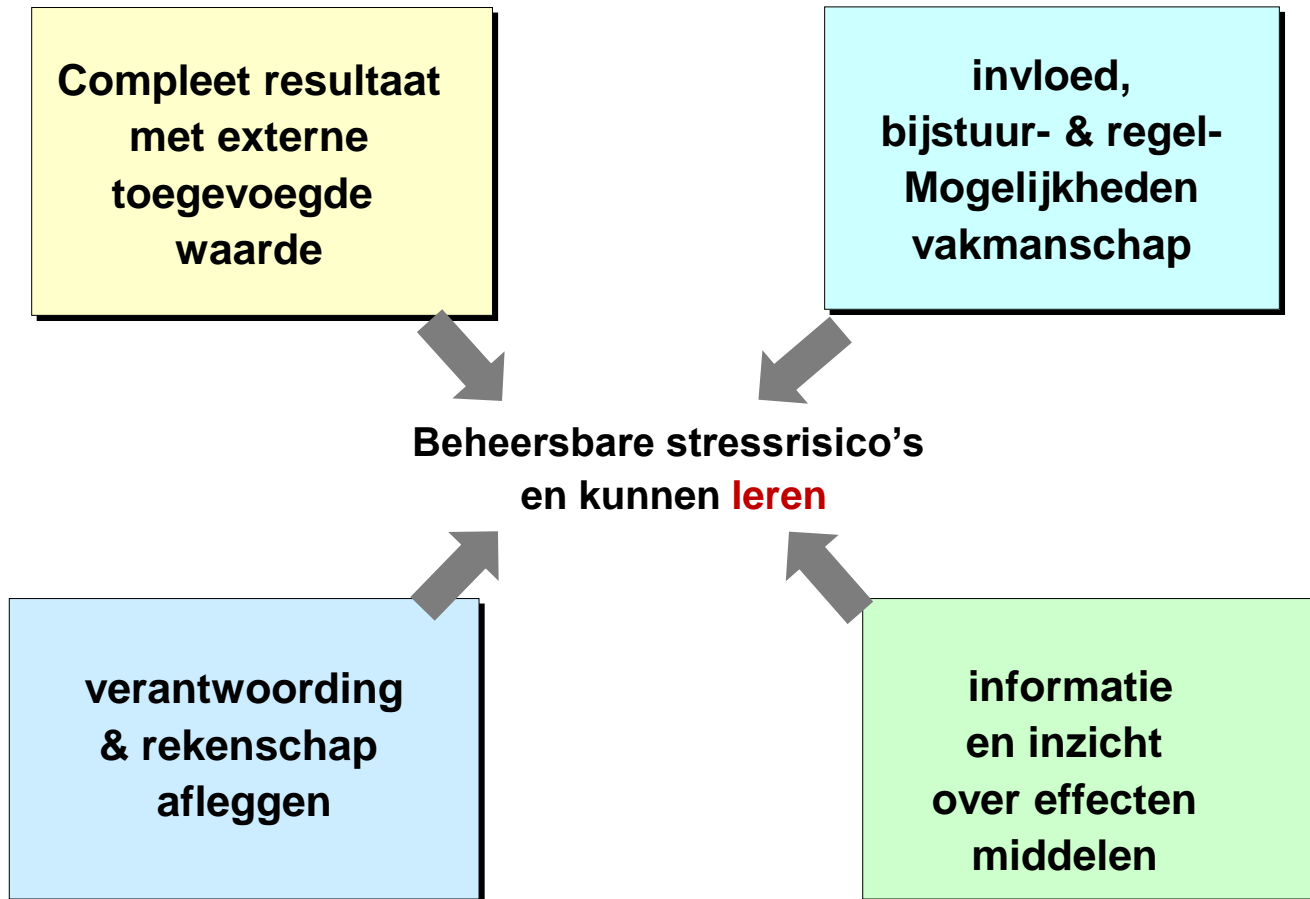 Compleet resultaat
met externe
toegevoegde
waarde
invloed,
bijstuur- & regel-
Mogelijkheden
vakmanschap
Beheersbare stressrisico's
en kunnen leren
verantwoording
& rekenschap
afleggen
informatie
en inzicht
over effecten
middelen